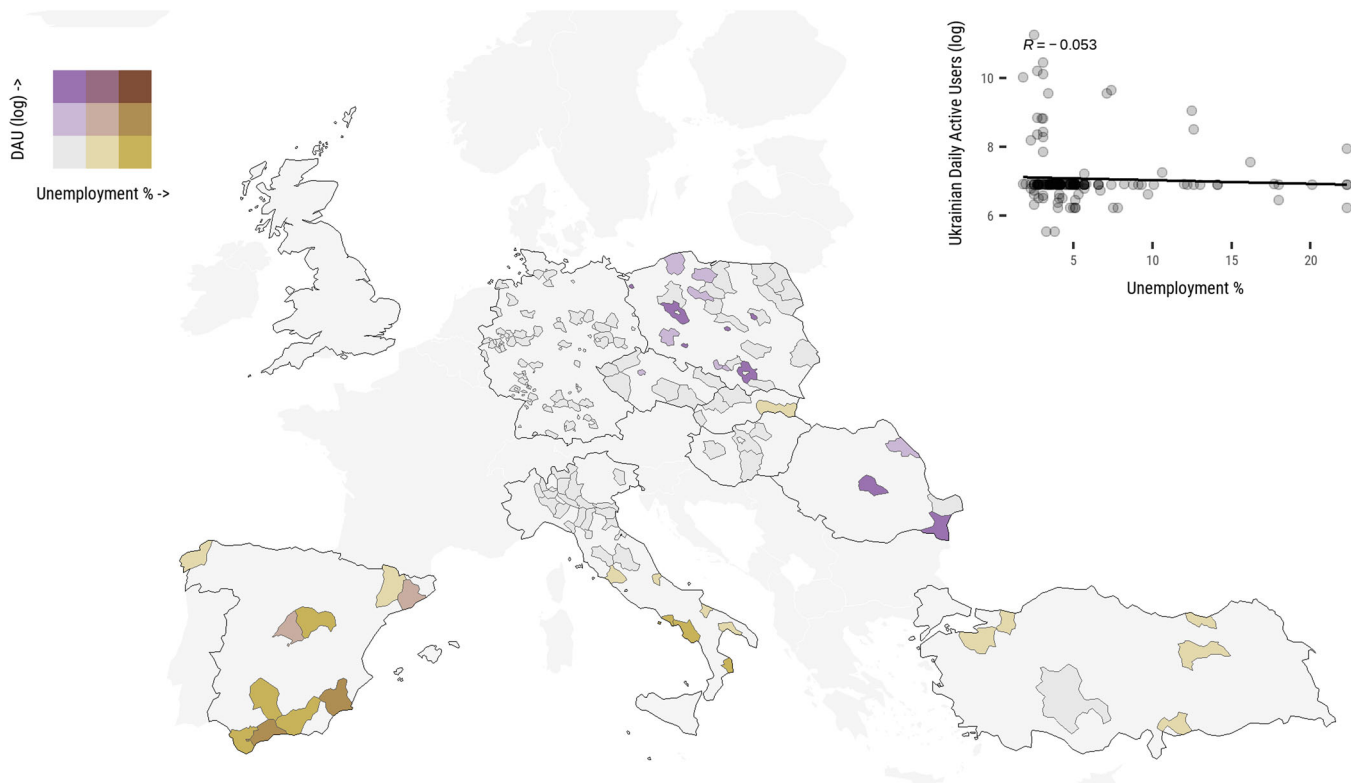 DAU (log) ->
Unemployment % ->
Ukrainian Daily Active Users (log)
R = − 0.053
10
8
6
5
10
15
20
Unemployment %